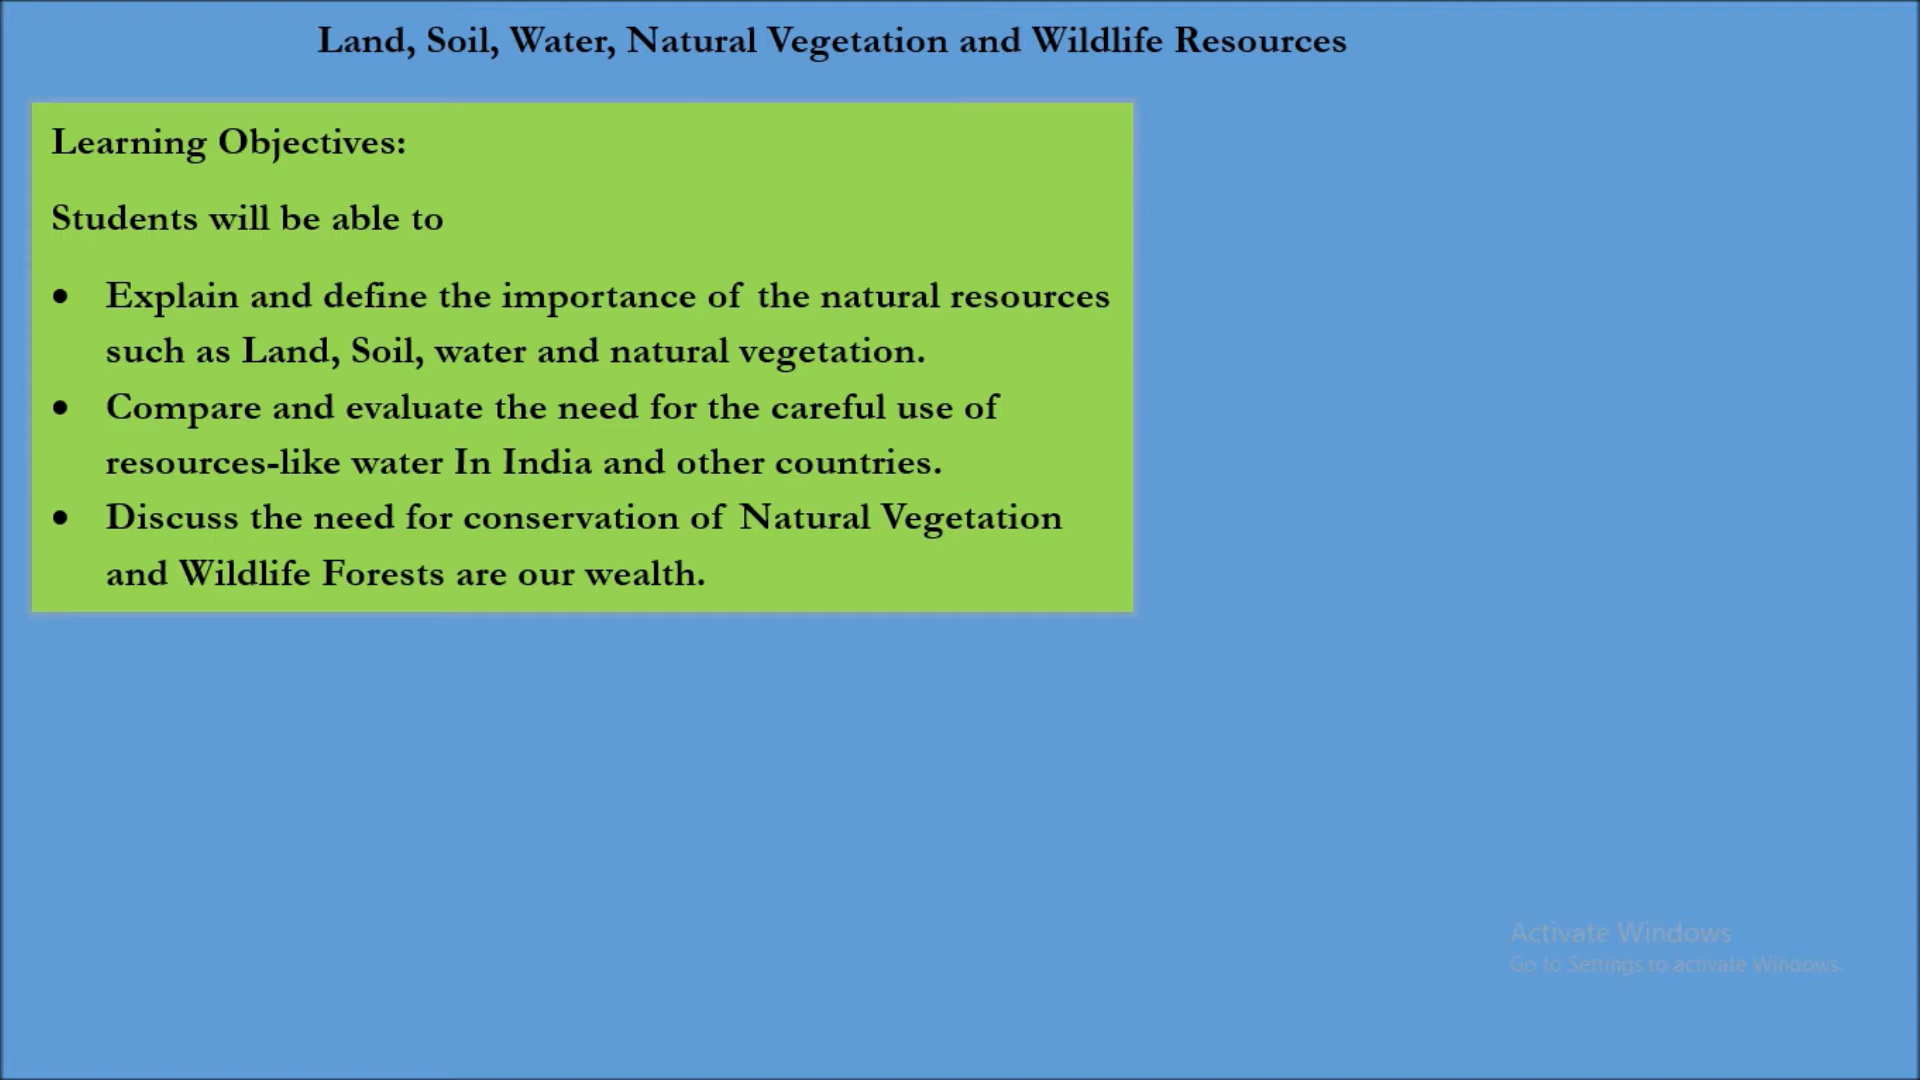 Land, Soil, Water, Natural Vegetation and Wildlife Resources
Learning Objectives:
Students will be able to
• Explain and define the importance of the natural resources
such as Land, Soil, water and natural vegetation.
• Compare and evaluate the need for the careful use of
resources-like water In India and other countries.
• Discuss the need for conservation of Natural Vegetation
and Wildlife Forests are our wealth.
Activate Windows
Go to Settings to activate Windows.